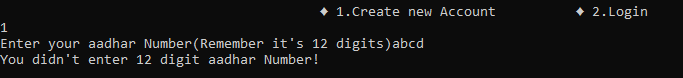 ♦ 1.Create new Account ♦ 2.Login
1
Enter your aadhar Number(Remember it's 12 digits)abcd
You didn't enter 12 digit aadhar Number!